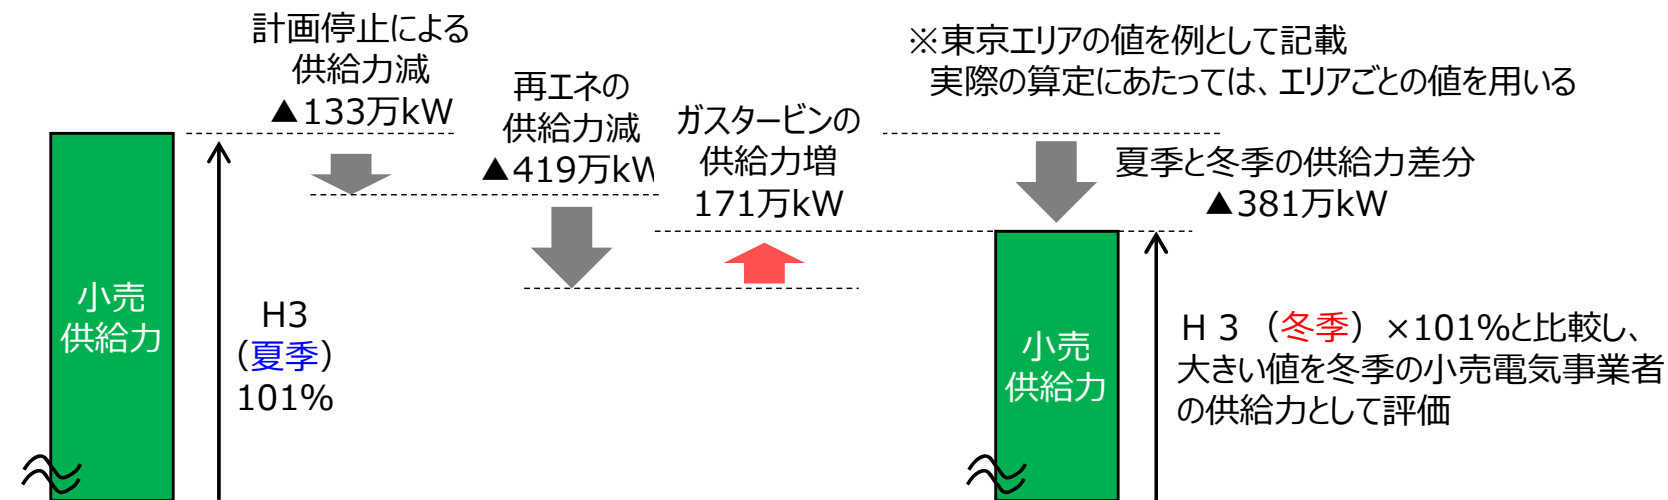 計画停止による
供給力減
▲133万kW
再エネの
供給力減
▲419万kW
ガスタービンの
供給力増
171万kW
※東京エリアの値を例として記載
実際の算定にあたっては、エリアごとの値を用いる
夏季と冬季の供給力差分
▲381万kW
小売
供給力
H3
（夏季）
101%
小売
供給力
H３（冬季）×101%と比較し、
大きい値を冬季の小売電気事業者
の供給力として評価